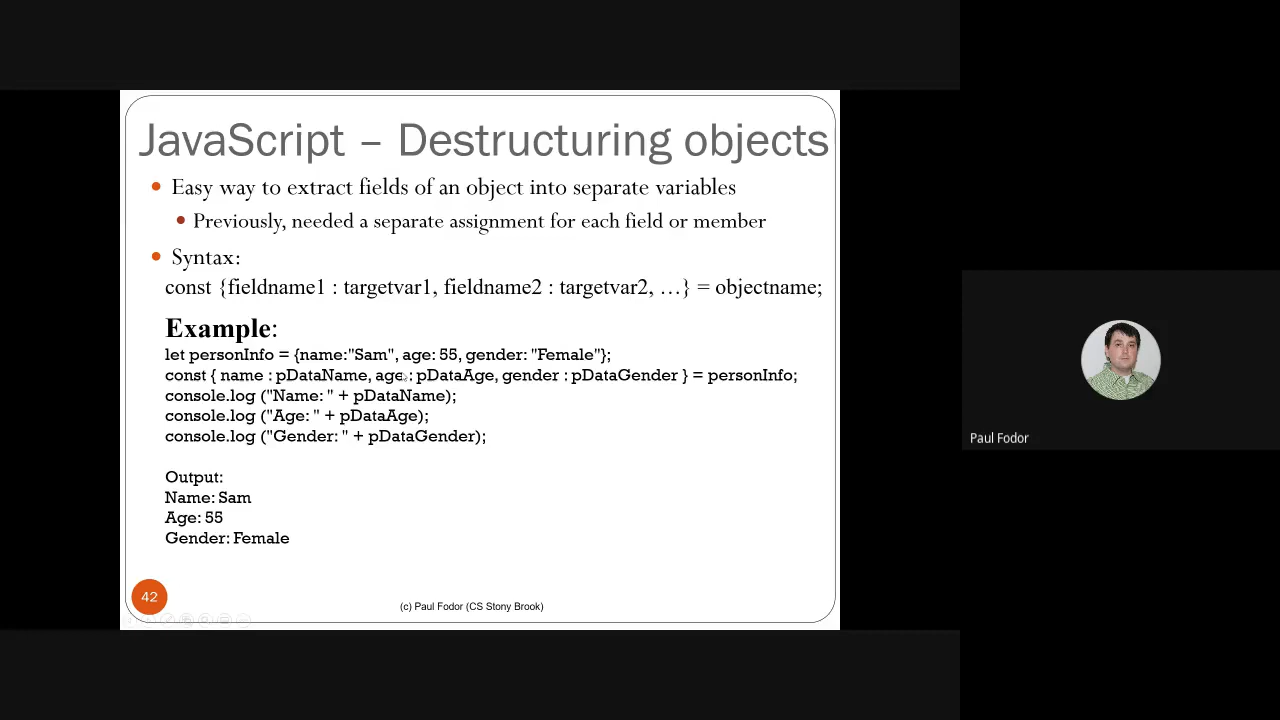 JavaScript – Destructuring objects
• Easy way to extract fields of an object into separate variables
• Previously, needed a separate assignment for each field or member
• Syntax:
const {fieldname1 : targetvar1, fieldname2 : targetvar2, …} = objectname;
Example:
let personInfo = {name:"Sam", age: 55, gender: "Female"};
const { name : pDataName, age : pDataAge, gender : pDataGender } = personInfo;
console.log ("Name: " + pDataName);
console.log ("Age: " + pDataAge);
console.log ("Gender: " + pDataGender);
Output:
Name: Sam
Age: 55
Gender: Female
42
(c) Paul Fodor (CS Stony Brook)
Paul Fodor